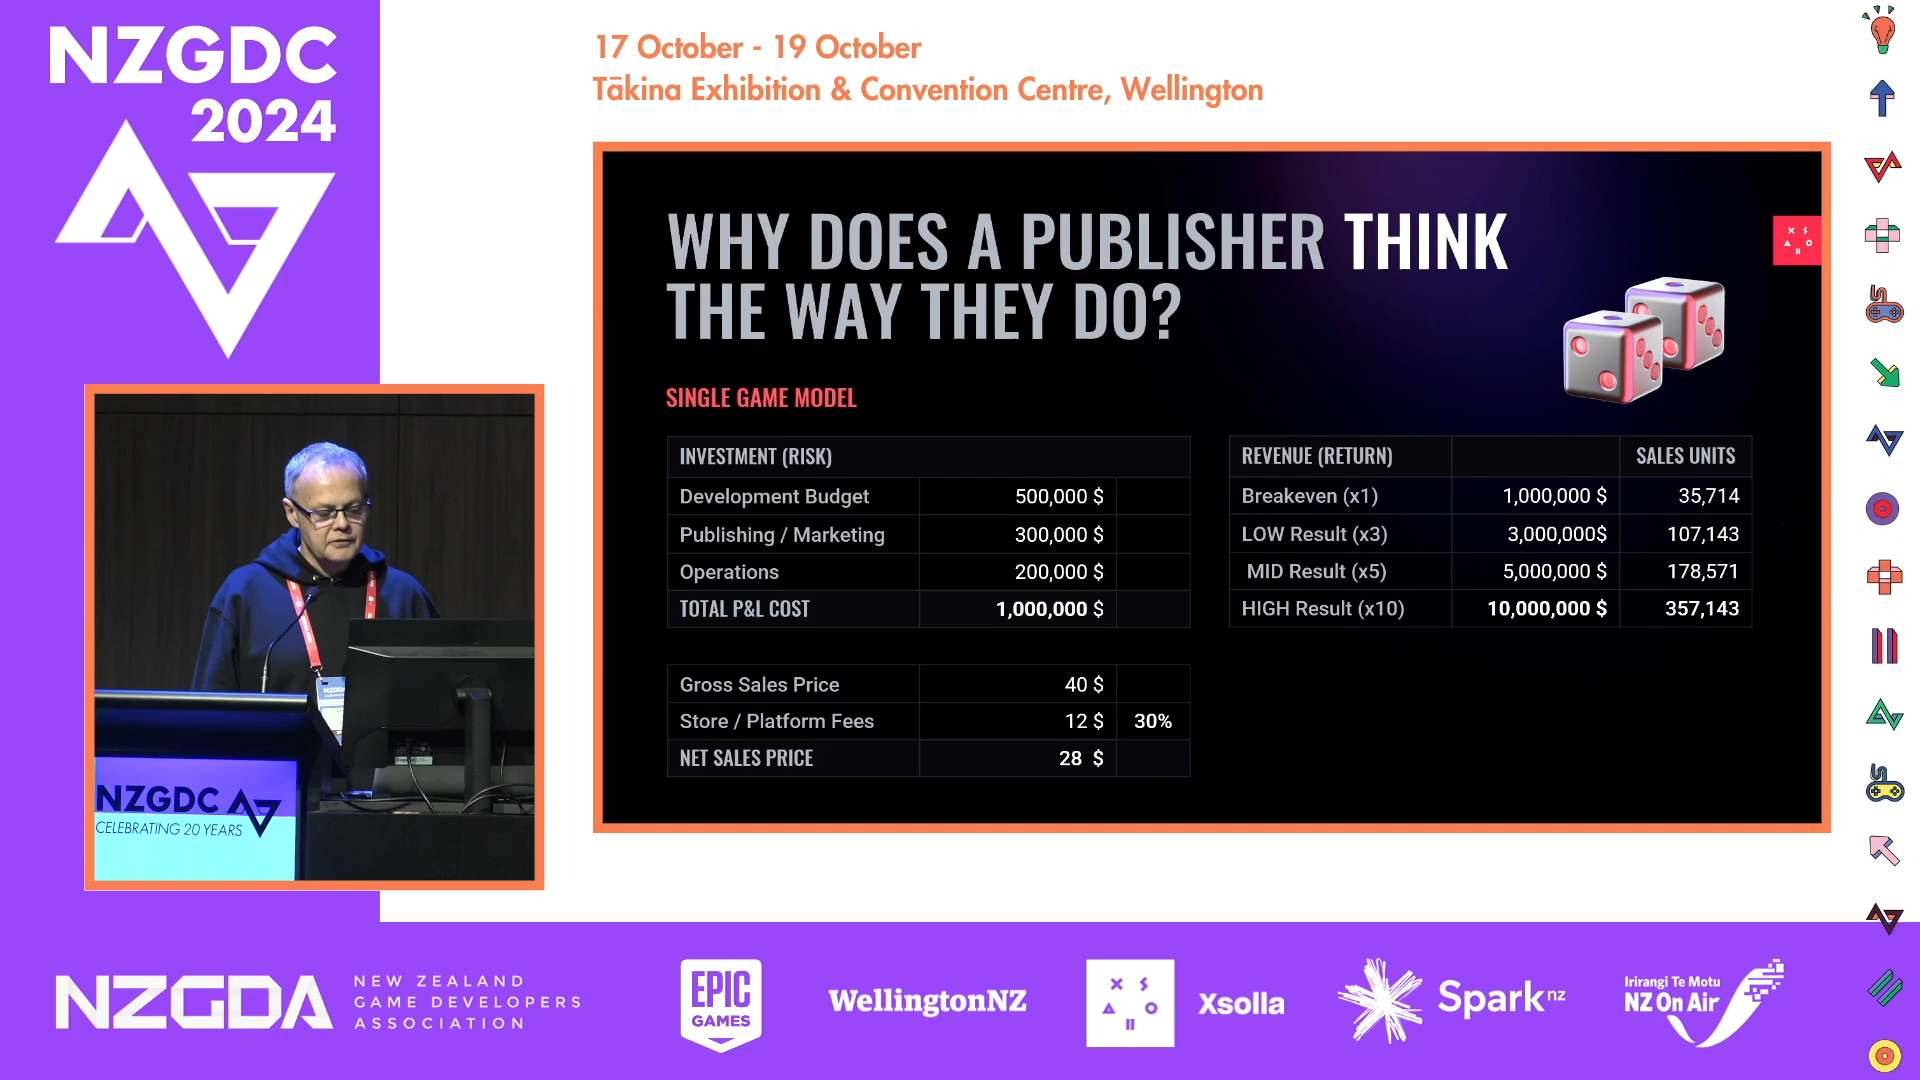 NZGDC
2024
17 October - 19 October
Tākina Exhibition & Convention Centre, Wellington
WHY DOES A PUBLISHER THINK
THE WAY THEY DO?
SINGLE GAME MODEL
INVESTMENT (RISK)
Development Budget 500,000 $
Publishing / Marketing 300,000 $
Operations 200,000 $
TOTAL P&L COST 1,000,000 $
Gross Sales Price 40 $
Store / Platform Fees 12 $ 30%
NET SALES PRICE 28 $
REVENUE (RETURN) SALES UNITS
Breakeven (x1) 1,000,000 $ 35,714
LOW Result (x3) 3,000,000$ 107,143
MID Result (x5) 5,000,000 $ 178,571
HIGH Result (x10) 10,000,000 $ 357,143
NZGDC
NZGDC
CELEBRATING 20 YEARS
NZGDA
NEW ZEALAND
GAME DEVELOPERS
ASSOCIATION
EPIC
GAMES
WellingtonNZ
Xsolla
Spark nz
Irirangi Te Motu
NZ On Air